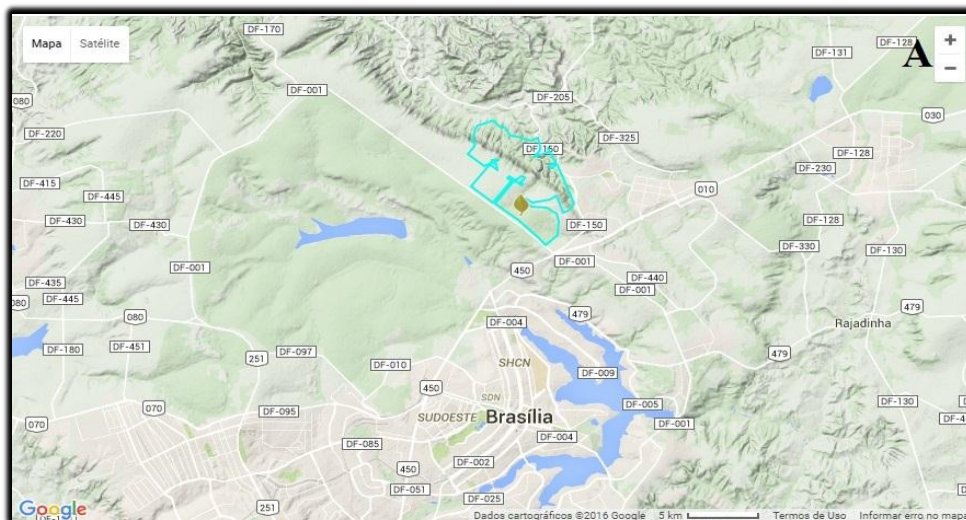 DF-170
DF-131
DF-128
A
+
Mapa Satélite
−
DF-001
080
DF-205
030
DF-220
DF-150
DF-325
DF-128
DF-230
DF-415
DF-445
010
DF-430
DF-430
DF-150
DF-128
DF-330
DF-130
DF-001
450
DF-001
DF-440
DF-435
DF-001
DF-445
080
080
DF-004
479
479
Rajadinha
DF-180
DF-451
251
DF-097
DF-010
SHCN
479
DF-009
450
SDN
070
070
DF-095
SUDOESTE
Brasília
DF-005
DF-130
DF-001
DF-4
DF-085
DF-004
450
DF-002
DF-051
DF-025
251
Google
Dados cartográficos ©2016 Google 5 km Termos de Uso Informar erro no mapa